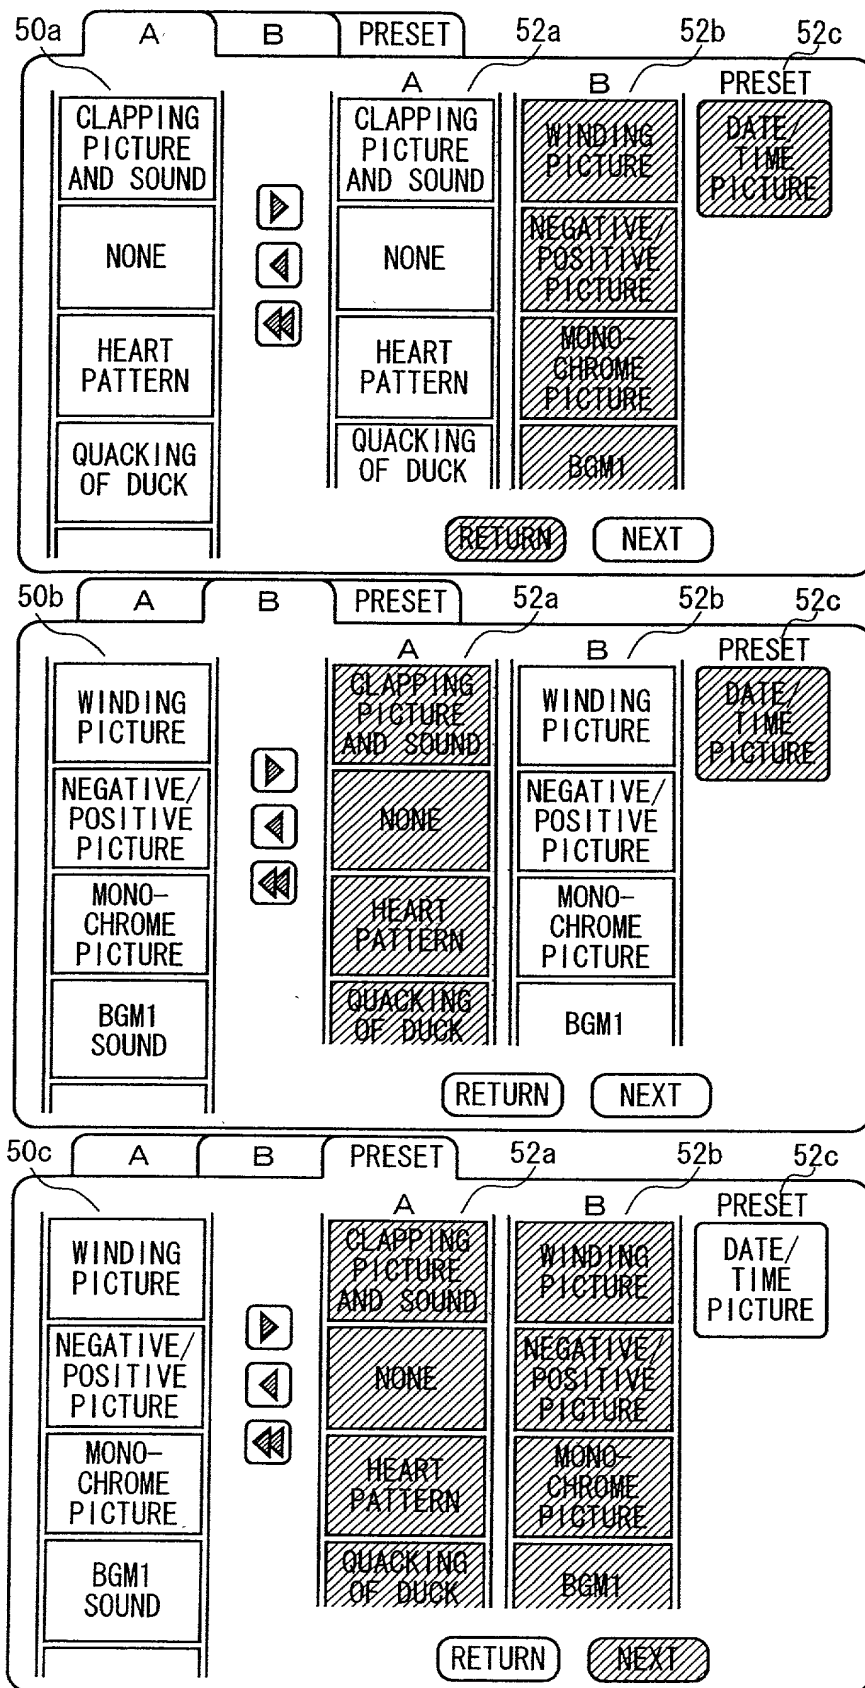 50a A B PRESET 52a 52b 52c
A B PRESET
CLAPPING
PICTURE
AND SOUND
NONE
HEART
PATTERN
QUACKING
OF DUCK
CLAPPING
PICTURE
AND SOUND
NONE
HEART
PATTERN
QUACKING
OF DUCK
WINDING
PICTURE
NEGATIVE/
POSITIVE
PICTURE
MONO-
CHROME
PICTURE
BGM1
DATE/
TIME
PICTURE
RETURN NEXT
50b A B PRESET 52a 52b 52c
A B PRESET
WINDING
PICTURE
NEGATIVE/
POSITIVE
PICTURE
MONO-
CHROME
PICTURE
BGM1
SOUND
CLAPPING
PICTURE
AND SOUND
NONE
HEART
PATTERN
QUACKING
OF DUCK
WINDING
PICTURE
NEGATIVE/
POSITIVE
PICTURE
MONO-
CHROME
PICTURE
BGM1
DATE/
TIME
PICTURE
RETURN NEXT
50c A B PRESET 52a 52b 52c
A B PRESET
WINDING
PICTURE
NEGATIVE/
POSITIVE
PICTURE
MONO-
CHROME
PICTURE
BGM1
SOUND
CLAPPING
PICTURE
AND SOUND
NONE
HEART
PATTERN
QUACKING
OF DUCK
WINDING
PICTURE
NEGATIVE/
POSITIVE
PICTURE
MONO-
CHROME
PICTURE
BGM1
DATE/
TIME
PICTURE
RETURN NEXT